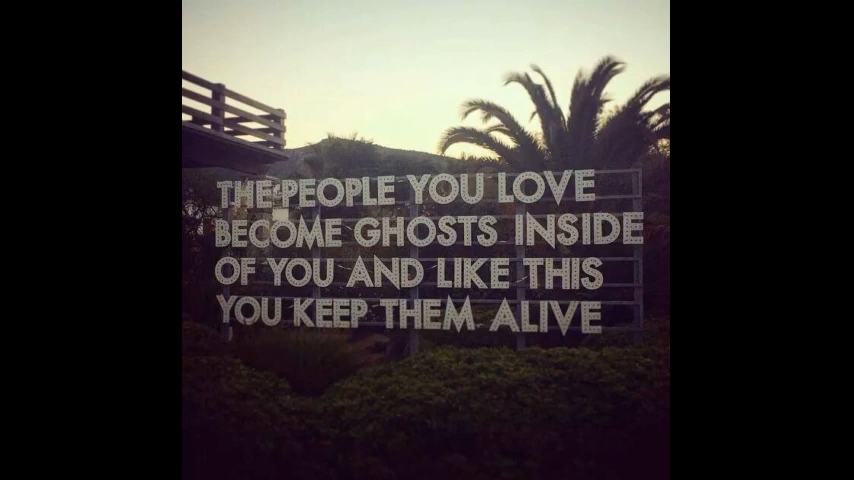 THE PEOPLE YOU LOVE
BECOME GHOSTS INSIDE
OF YOU AND LIKE THIS
YOU KEEP THEM ALIVE